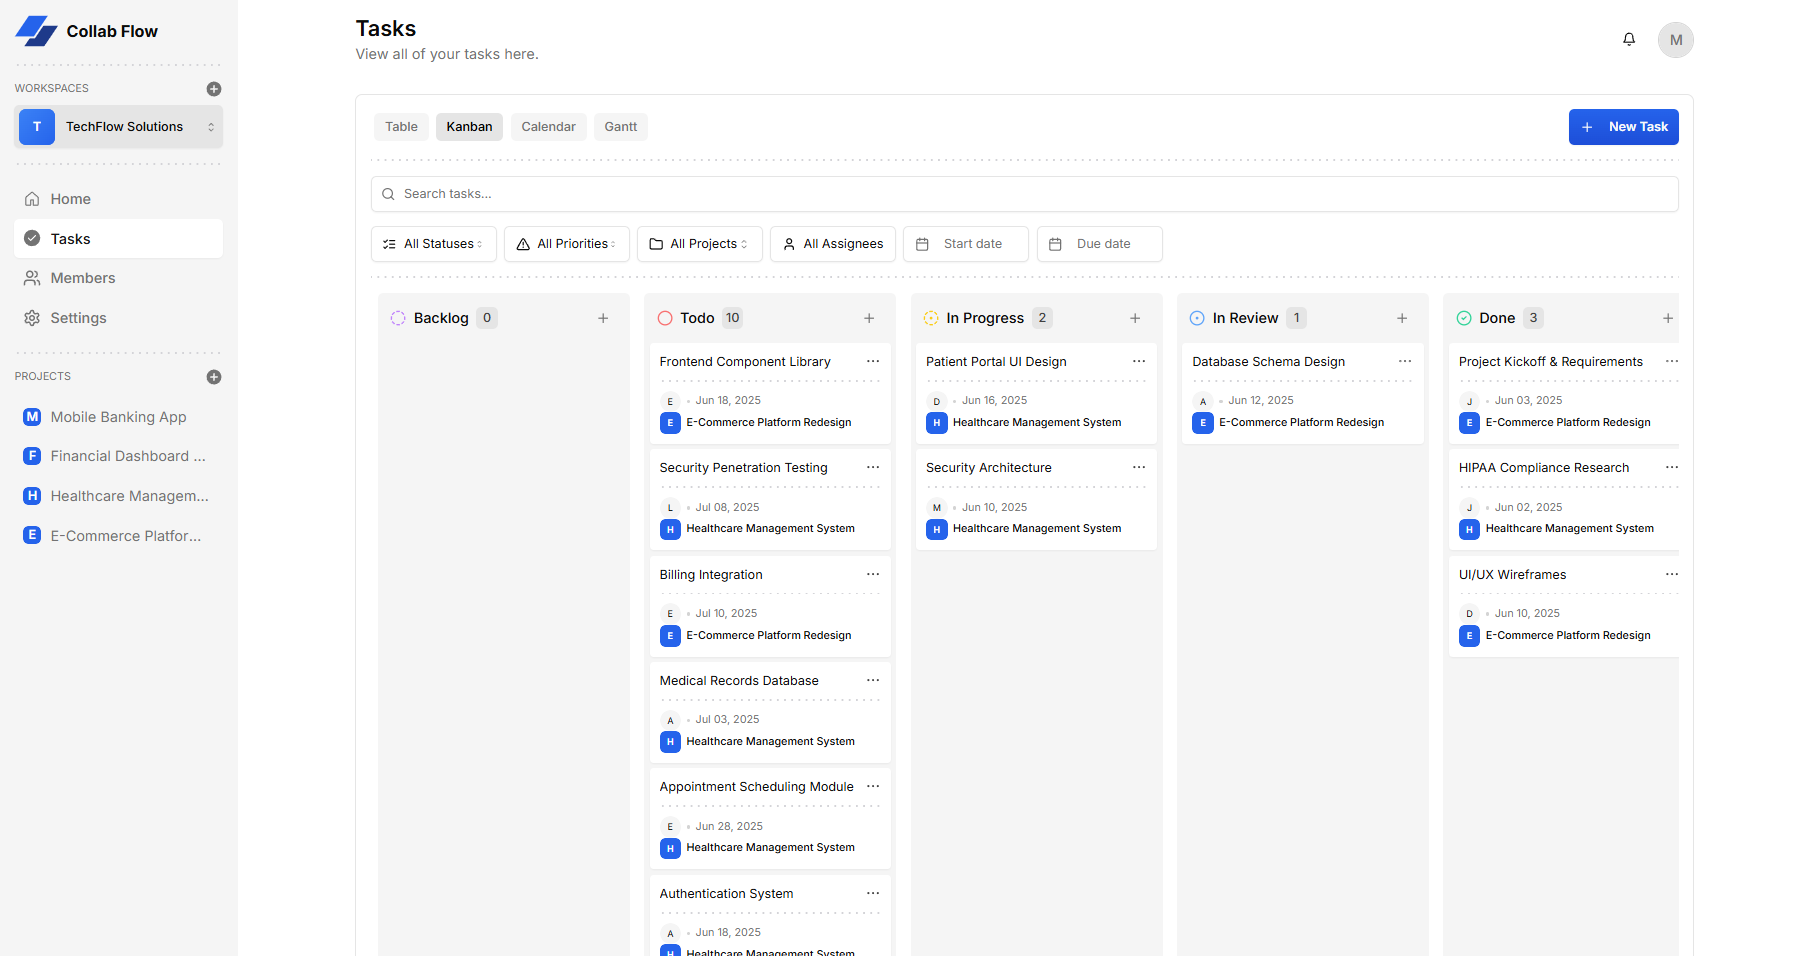 Collab Flow
WORKSPACES
T TechFlow Solutions
Home
Tasks
Members
Settings
PROJECTS
M Mobile Banking App
F Financial Dashboard ...
H Healthcare Managem...
E E-Commerce Platfor...
Tasks
View all of your tasks here.
M
Table Kanban Calendar Gantt
New Task
Search tasks...
All Statuses All Priorities All Projects All Assignees Start date Due date
Backlog 0
Todo 10
Frontend Component Library
E Jun 18, 2025
E E-Commerce Platform Redesign
Security Penetration Testing
L Jul 08, 2025
H Healthcare Management System
Billing Integration
E Jul 10, 2025
E E-Commerce Platform Redesign
Medical Records Database
A Jul 03, 2025
H Healthcare Management System
Appointment Scheduling Module
E Jun 28, 2025
H Healthcare Management System
Authentication System
A Jun 18, 2025
H Healthcare Management System
In Progress 2
Patient Portal UI Design
D Jun 16, 2025
H Healthcare Management System
Security Architecture
M Jun 10, 2025
H Healthcare Management System
In Review 1
Database Schema Design
A Jun 12, 2025
E E-Commerce Platform Redesign
Done 3
Project Kickoff & Requirements
J Jun 03, 2025
E E-Commerce Platform Redesign
HIPAA Compliance Research
J Jun 02, 2025
H Healthcare Management System
UI/UX Wireframes
D Jun 10, 2025
E E-Commerce Platform Redesign